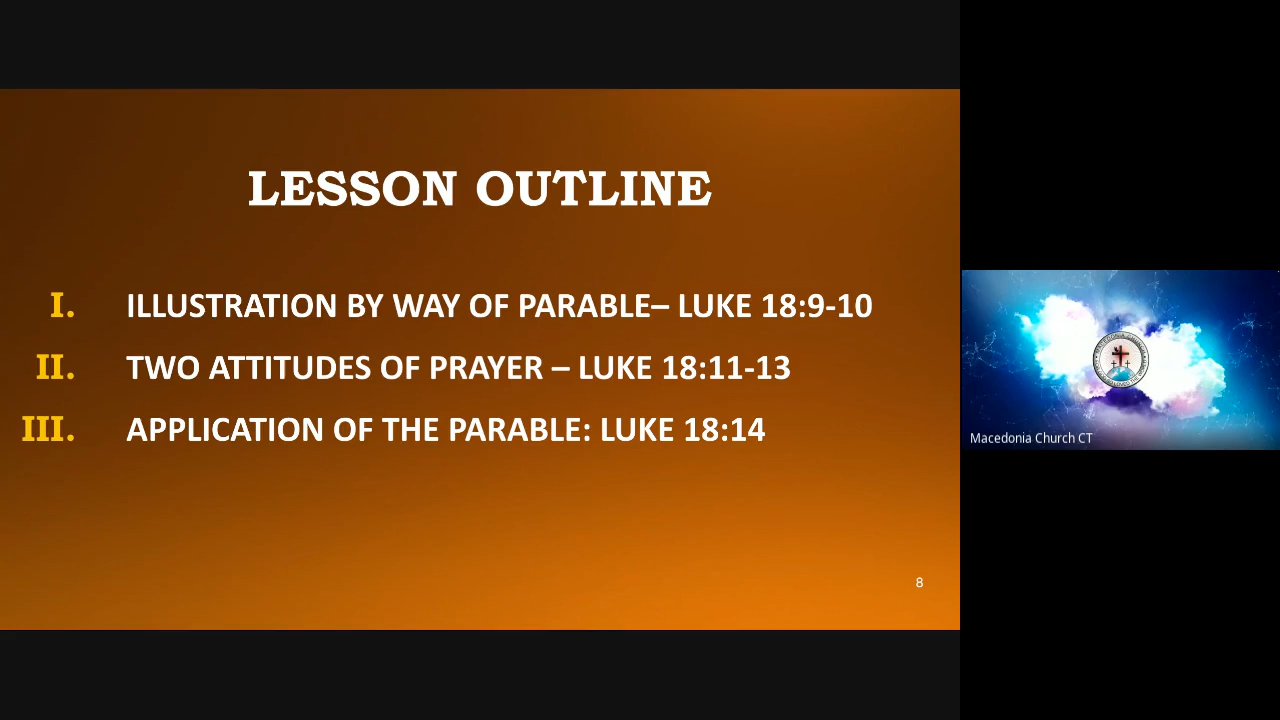 LESSON OUTLINE
I. ILLUSTRATION BY WAY OF PARABLE– LUKE 18:9-10
II. TWO ATTITUDES OF PRAYER – LUKE 18:11-13
III. APPLICATION OF THE PARABLE: LUKE 18:14
8
Macedonia Church CT